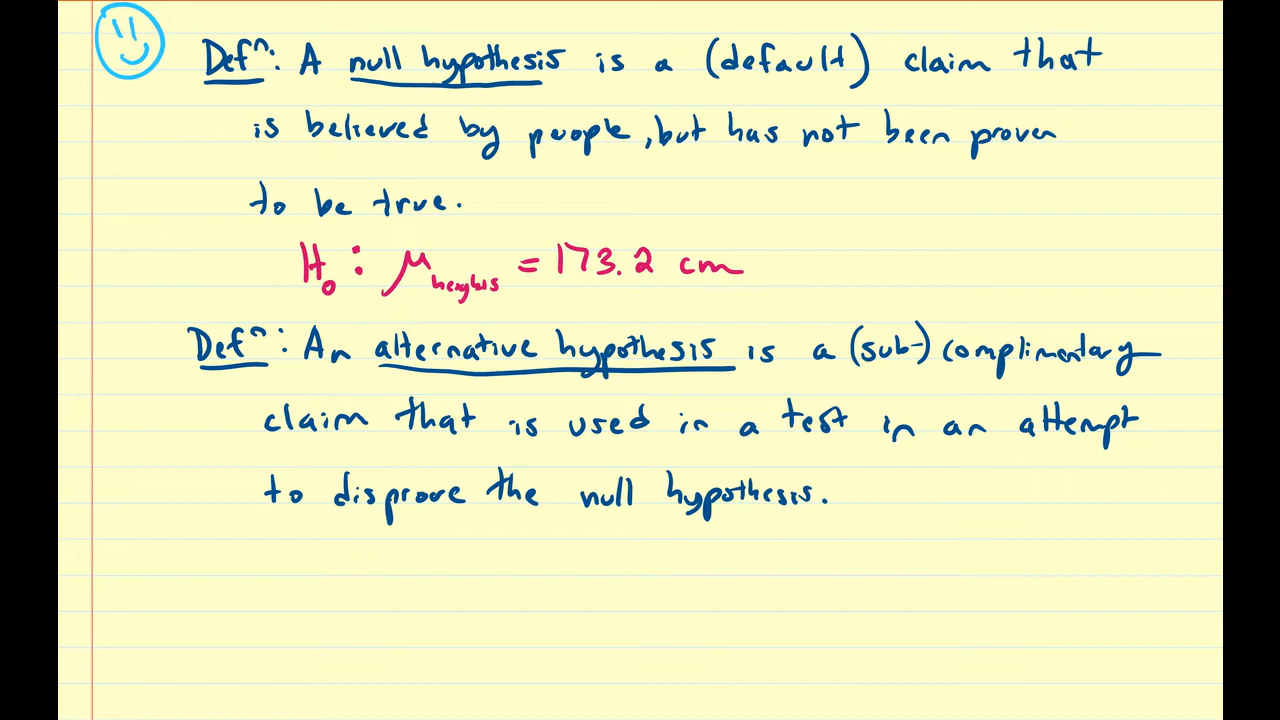 Defⁿ: A null hypothesis is a (default) claim that
is believed by people, but has not been proven
to be true.
H₀: μ heights = 173.2 cm
Defⁿ: An alternative hypothesis is a (sub-) complimentary
claim that is used in a test in an attempt
to disprove the null hypothesis.